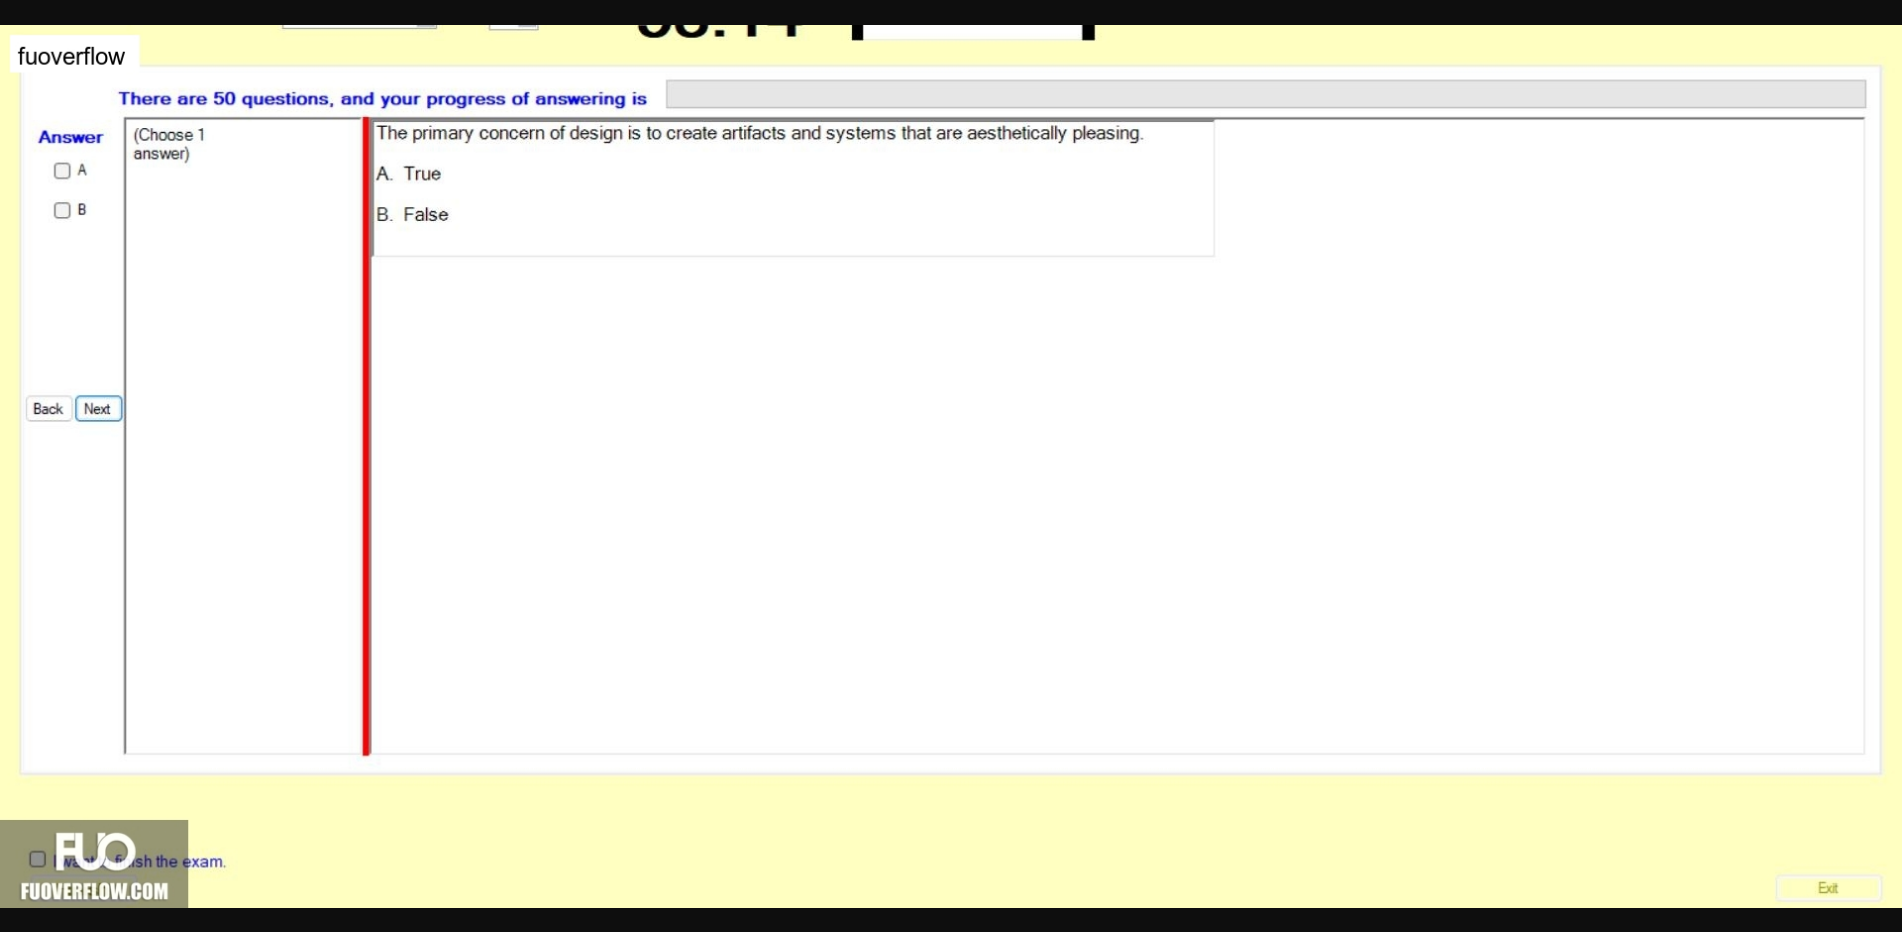 fuoverflow
There are 50 questions, and your progress of answering is
Answer
(Choose 1
answer)
A
B
The primary concern of design is to create artifacts and systems that are aesthetically pleasing.
A. True
B. False
Back Next
FUO
finish the exam.
FUOVERFLOW.COM
Exit